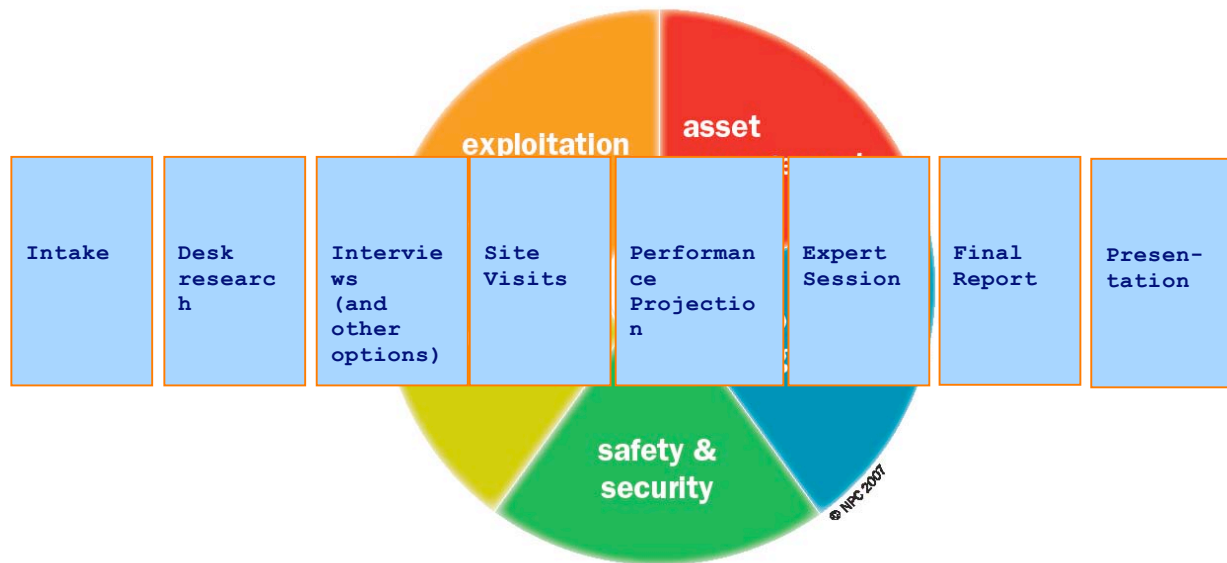 exploitation
asset
Intake
Desk
researc
h
Intervie
ws
(and
other
options)
Site
Visits
Performan
ce
Projectio
n
Expert
Session
Final
Report
Presen-
tation
safety &
security
© NPC 2007